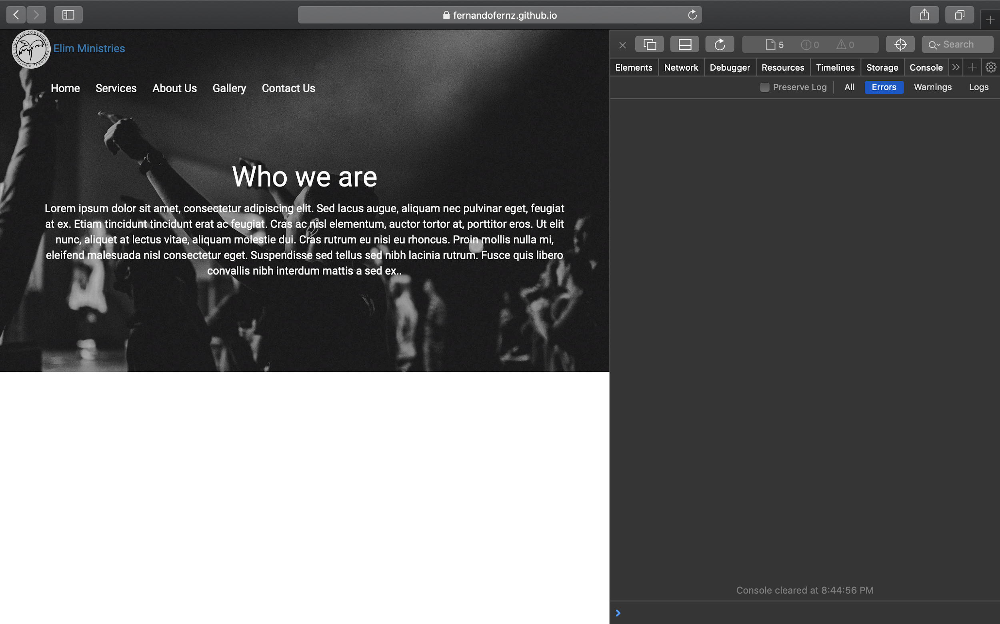 fernandofernz.github.io
BAJO COMUNION INTERNACIONAL MINISTERIOS ELIM
Elim Ministries
Home Services About Us Gallery Contact Us
Who we are
Lorem ipsum dolor sit amet, consectetur adipiscing elit. Sed lacus augue, aliquam nec pulvinar eget, feugiat
at ex. Etiam tincidunt tincidunt erat ac feugiat. Cras ac nisl elementum, auctor tortor at, porttitor eros. Ut elit
nunc, aliquet at lectus vitae, aliquam molestie dui. Cras rutrum eu nisi eu rhoncus. Proin mollis nulla mi,
eleifend malesuada nisl consectetur eget. Suspendisse sed tellus sed nibh lacinia rutrum. Fusce quis libero
convallis nibh interdum mattis a sed ex..
5 0 0 Search
Elements Network Debugger Resources Timelines Storage Console
Preserve Log All Errors Warnings Logs
Console cleared at 8:44:56 PM